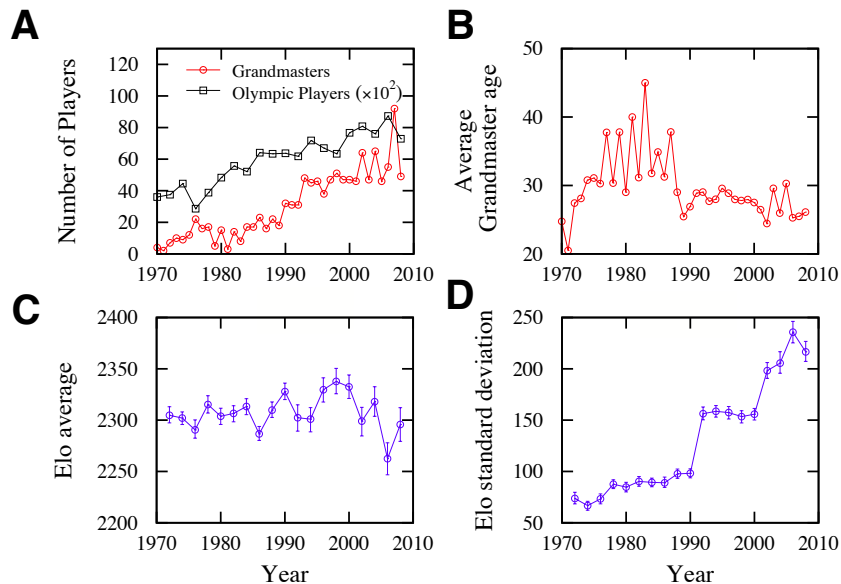 A
Number of Players
120
100
80
60
40
20
0
Grandmasters
Olympic Players (×10²)
1970 1980 1990 2000 2010
B
Average
Grandmaster age
50
40
30
20
1970 1980 1990 2000 2010
C
Elo average
2400
2350
2300
2250
2200
1970 1980 1990 2000 2010
Year
D
Elo standard deviation
250
200
150
100
50
1970 1980 1990 2000 2010
Year